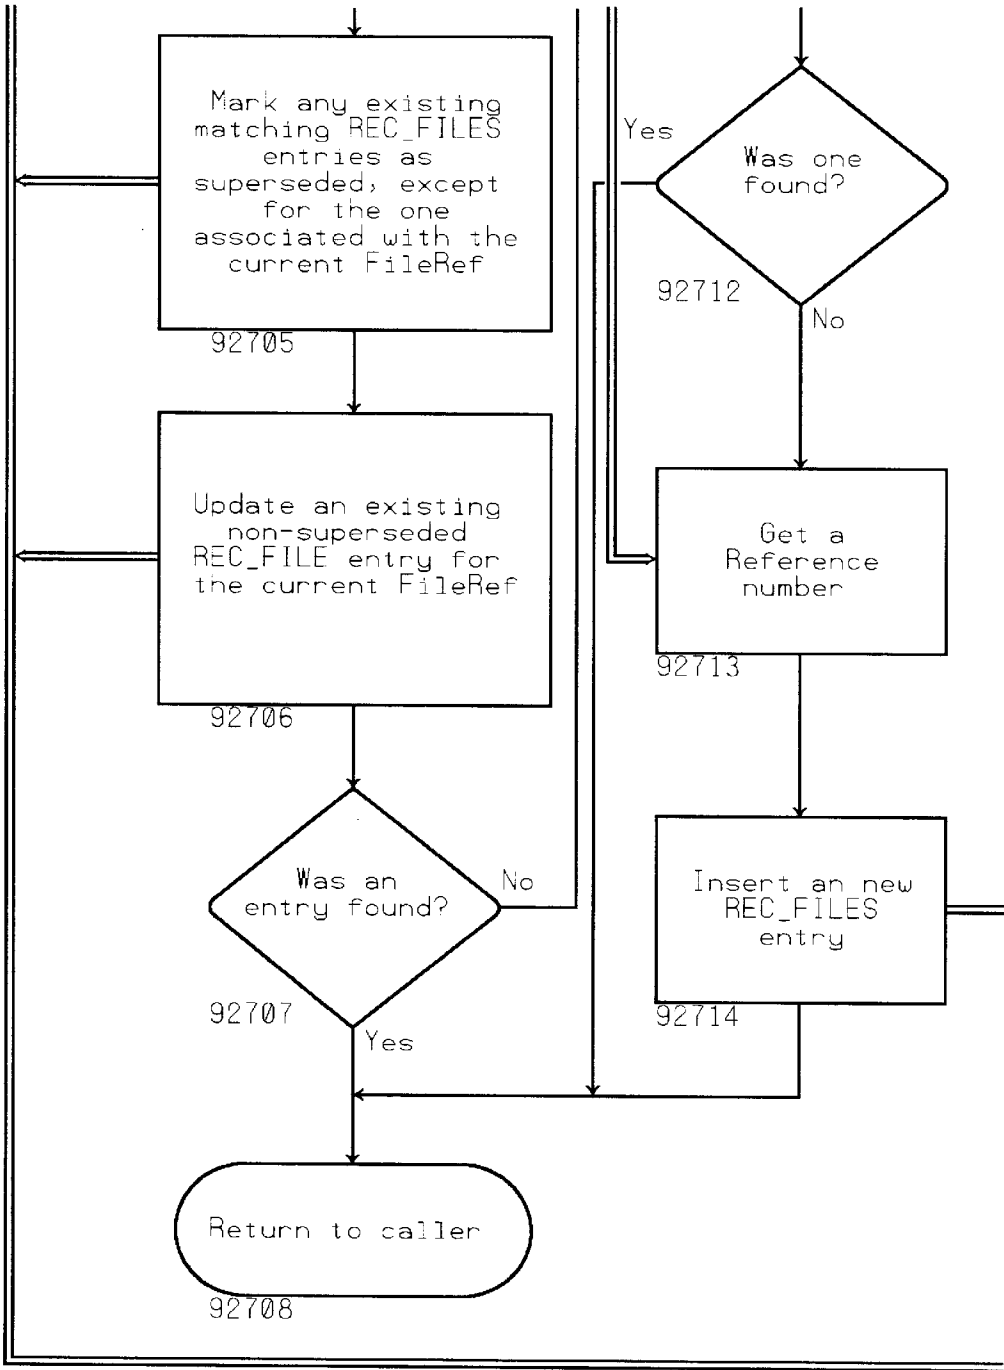 Mark any existing
matching REC_FILES
entries as
superseded, except
for the one
associated with the
current FileRef
92705
Update an existing
non-superseded
REC_FILE entry for
the current FileRef
92706
Was an
entry found?
No
92707
Yes
Return to caller
92708
Yes
Was one
found?
92712
No
Get a
Reference
number
92713
Insert an new
REC_FILES
entry
92714